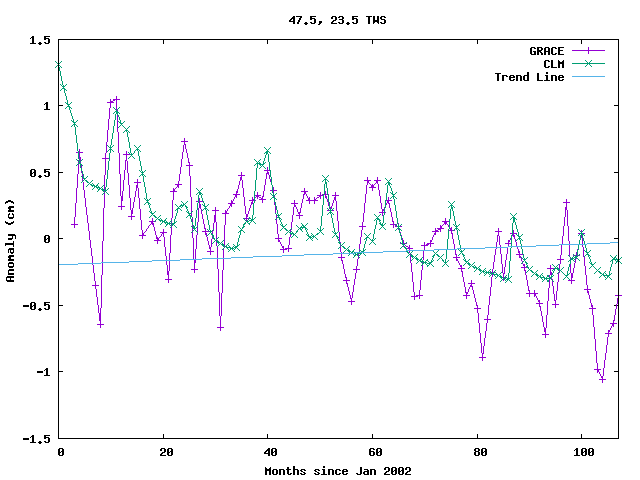 47.5, 23.5 TWS
GRACE
CLM
Trend Line
1.5
1
0.5
0
-0.5
-1
-1.5
Anomaly (cm)
0 20 40 60 80 100
Months since Jan 2002